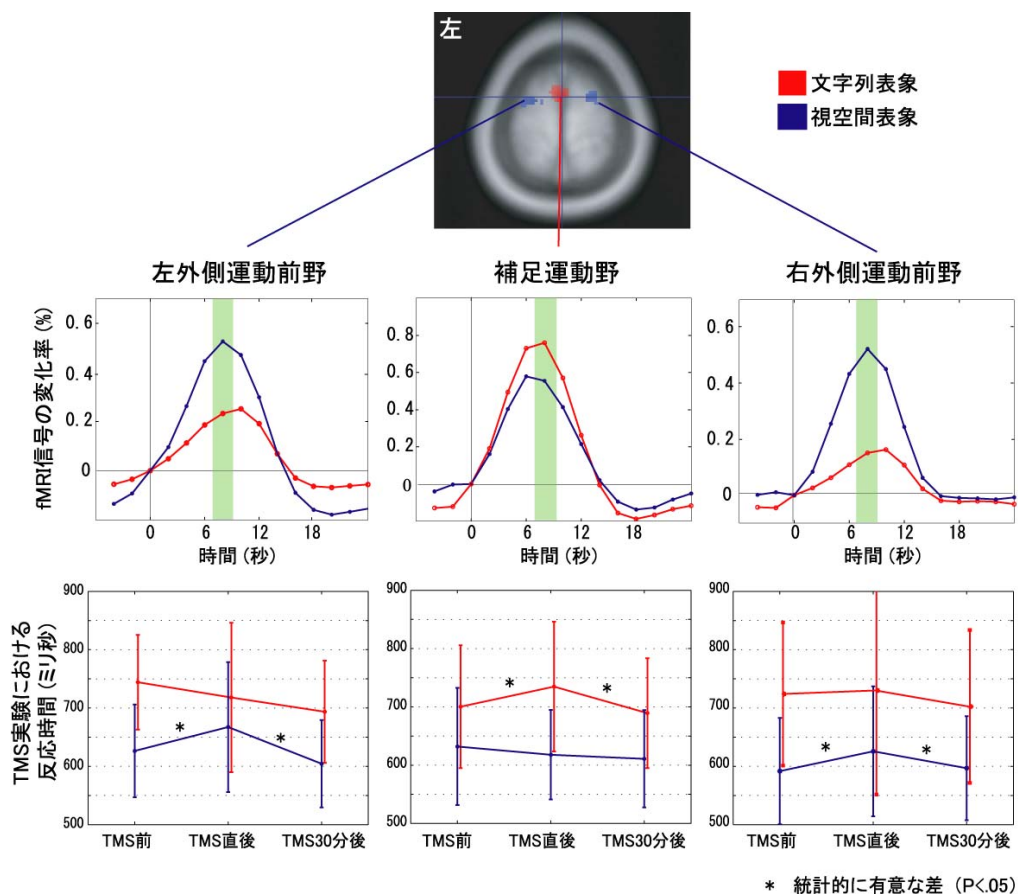 左
文字列表象
視空間表象
左外側運動前野
補足運動野
右外側運動前野
fMRI信号の変化率 (%)
0.6
0.4
0.2
0
0 6 12 18
時間 (秒)
0.8
0.6
0.4
0.2
0
0 6 12 18
時間 (秒)
0.6
0.4
0.2
0
0 6 12 18
時間 (秒)
TMS実験における
反応時間 (ミリ秒)
900
800
700
600
500
* *
TMS前 TMS直後 TMS30分後
900
800
700
600
500
* *
TMS前 TMS直後 TMS30分後
900
800
700
600
500
* *
TMS前 TMS直後 TMS30分後
* 統計的に有意な差 (P<.05)